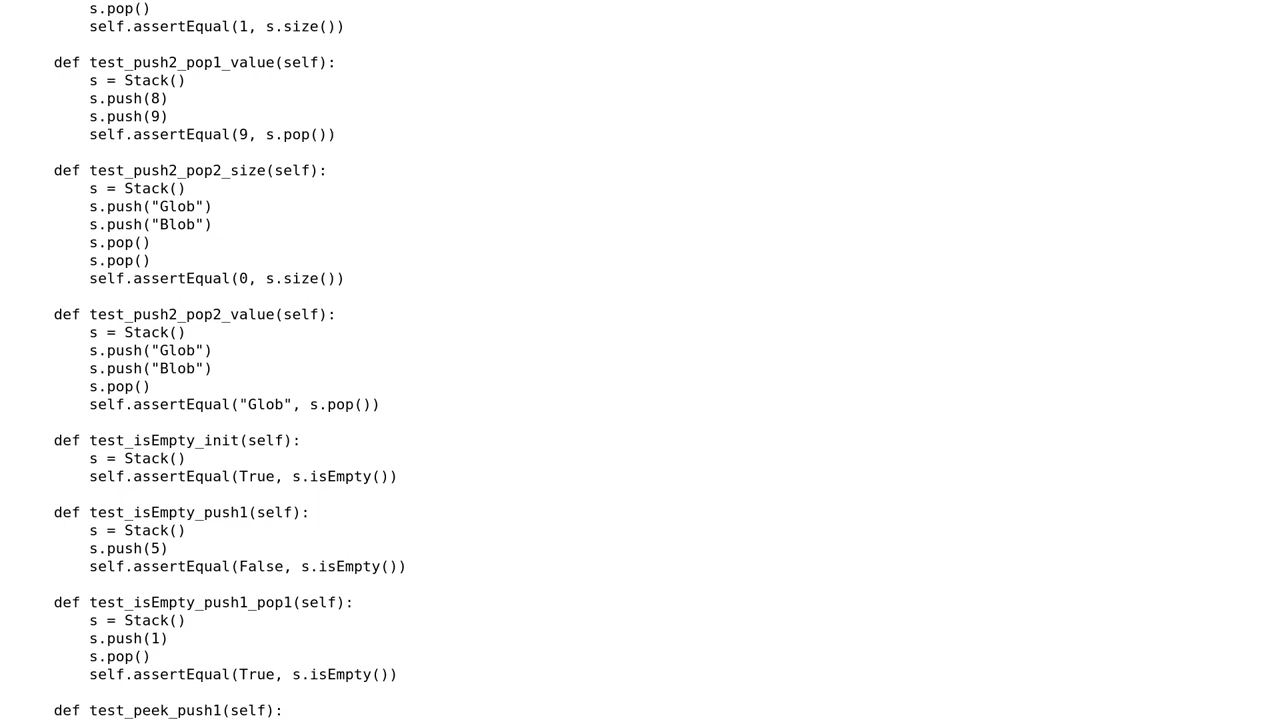 s.pop()
        self.assertEqual(1, s.size())

    def test_push2_pop1_value(self):
        s = Stack()
        s.push(8)
        s.push(9)
        self.assertEqual(9, s.pop())

    def test_push2_pop2_size(self):
        s = Stack()
        s.push("Glob")
        s.push("Blob")
        s.pop()
        s.pop()
        self.assertEqual(0, s.size())

    def test_push2_pop2_value(self):
        s = Stack()
        s.push("Glob")
        s.push("Blob")
        s.pop()
        self.assertEqual("Glob", s.pop())

    def test_isEmpty_init(self):
        s = Stack()
        self.assertEqual(True, s.isEmpty())

    def test_isEmpty_push1(self):
        s = Stack()
        s.push(5)
        self.assertEqual(False, s.isEmpty())

    def test_isEmpty_push1_pop1(self):
        s = Stack()
        s.push(1)
        s.pop()
        self.assertEqual(True, s.isEmpty())

    def test_peek_push1(self):